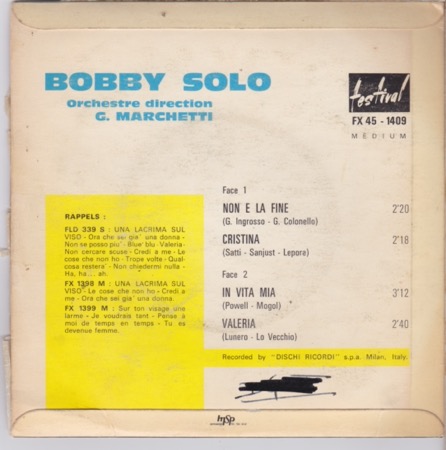 BOBBY SOLO
Orchestre direction
G. MARCHETTI
festival
FX 45 - 1409
MEDIUM
Face 1
NON E LA FINE 2'20
(G. Ingrosso - G. Colonello)
CRISTINA 2'18
(Satti - Sanjust - Lepora)
Face 2
IN VITA MIA 3'12
(Powell - Mogol)
VALERIA 2'40
(Lunero - Lo Vecchio)
Recorded by "DISCHI RICORDI" s.p.a. Milan, Italy.
RAPPELS :
FLD 339 S : UNA LACRIMA SUL
VISO - Ora che sei gia' una donna -
Non se posso piu' - Blue' blu - Valeria -
Non cercare scuse - Credi a me - Le
cose che non ho - Trope volte - Qual-
cosa restera' - Non chiedermi nulla -
Ha, ha... ah.
FX 1398 M : UNA LACRIMA SUL
VISO - Le cose che non ho - Credi a
me - Ora che sei gia' una donna.
FX 1399 M : Sur ton visage une
larme - Je voudrais tant - Pense à
moi de temps en temps - Tu es
devenue femme.
msp